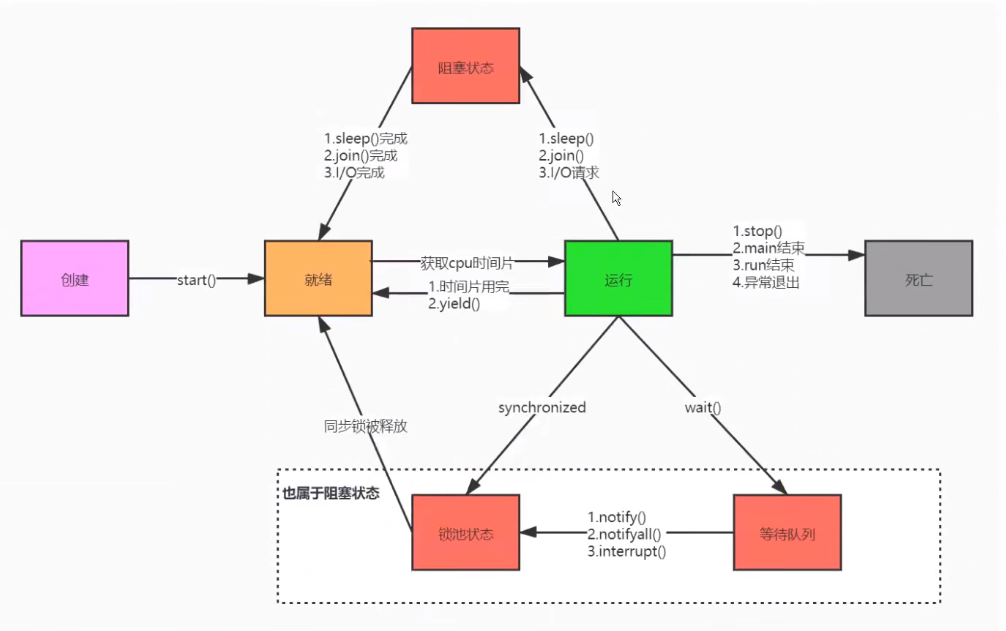 阻塞状态
1.sleep()完成
2.join()完成
3.I/O完成
1.sleep()
2.join()
3.I/O请求
创建
start()
就绪
获取cpu时间片
1.时间片用完
2.yield()
运行
1.stop()
2.main结束
3.run结束
4.异常退出
死亡
synchronized
wait()
同步锁被释放
也属于阻塞状态
锁池状态
1.notify()
2.notifyall()
3.interrupt()
等待队列